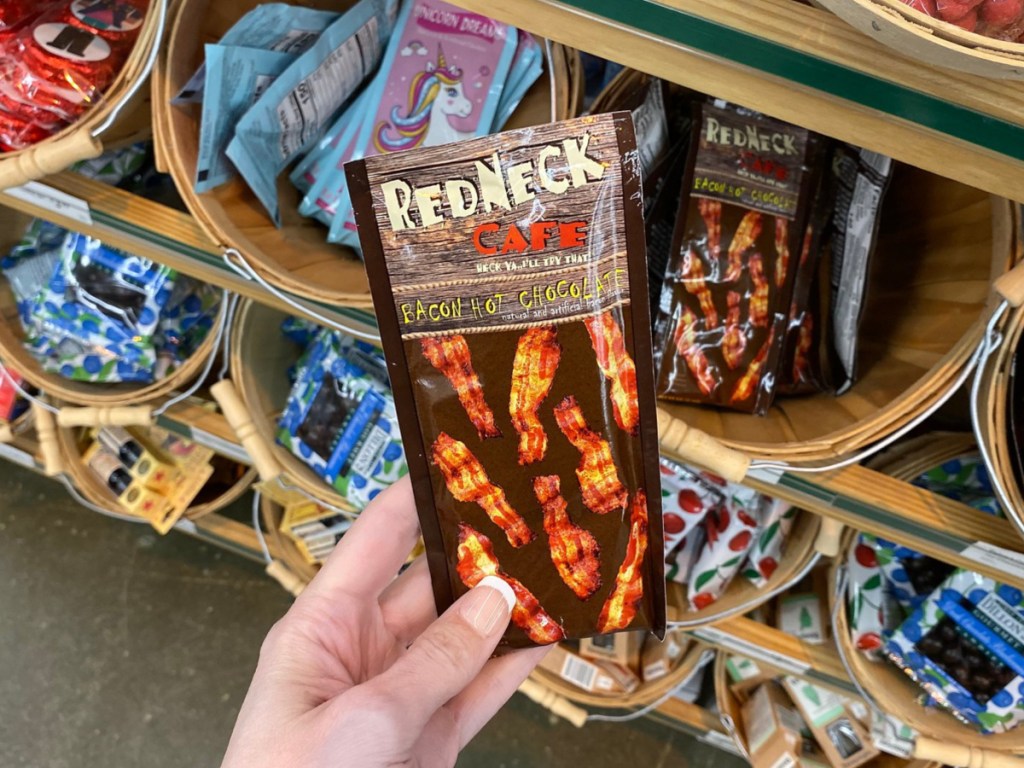 UNICORN DREAM
REDNECK
CAFE
HECK YA..I'LL TRY THAT
BACON HOT CHOCOLATE
natural and artificial
REDNECK
CAFE
BACON HOT CHOCOLATE
DILLON